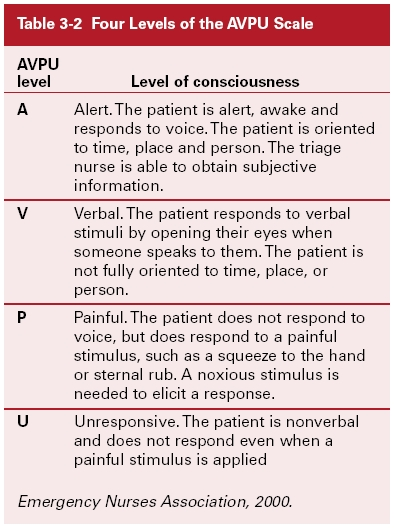 Table 3-2 Four Levels of the AVPU Scale
AVPU
level
Level of consciousness
A
Alert. The patient is alert, awake and
responds to voice. The patient is oriented
to time, place and person. The triage
nurse is able to obtain subjective
information.
V
Verbal. The patient responds to verbal
stimuli by opening their eyes when
someone speaks to them. The patient is
not fully oriented to time, place, or
person.
P
Painful. The patient does not respond to
voice, but does respond to a painful
stimulus, such as a squeeze to the hand
or sternal rub. A noxious stimulus is
needed to elicit a response.
U
Unresponsive. The patient is nonverbal
and does not respond even when a
painful stimulus is applied
Emergency Nurses Association, 2000.